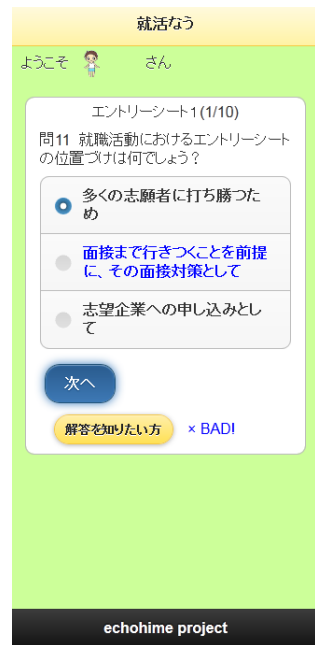 就活なう
ようこそ さん
エントリーシート1(1/10)
問11 就職活動におけるエントリーシート
の位置づけは何でしょう？
多くの志願者に打ち勝つた
め
面接まで行きつくことを前提
に、その面接対策として
志望企業への申し込みとし
て
次へ
解答を知りたい方 × BAD!
echohime project